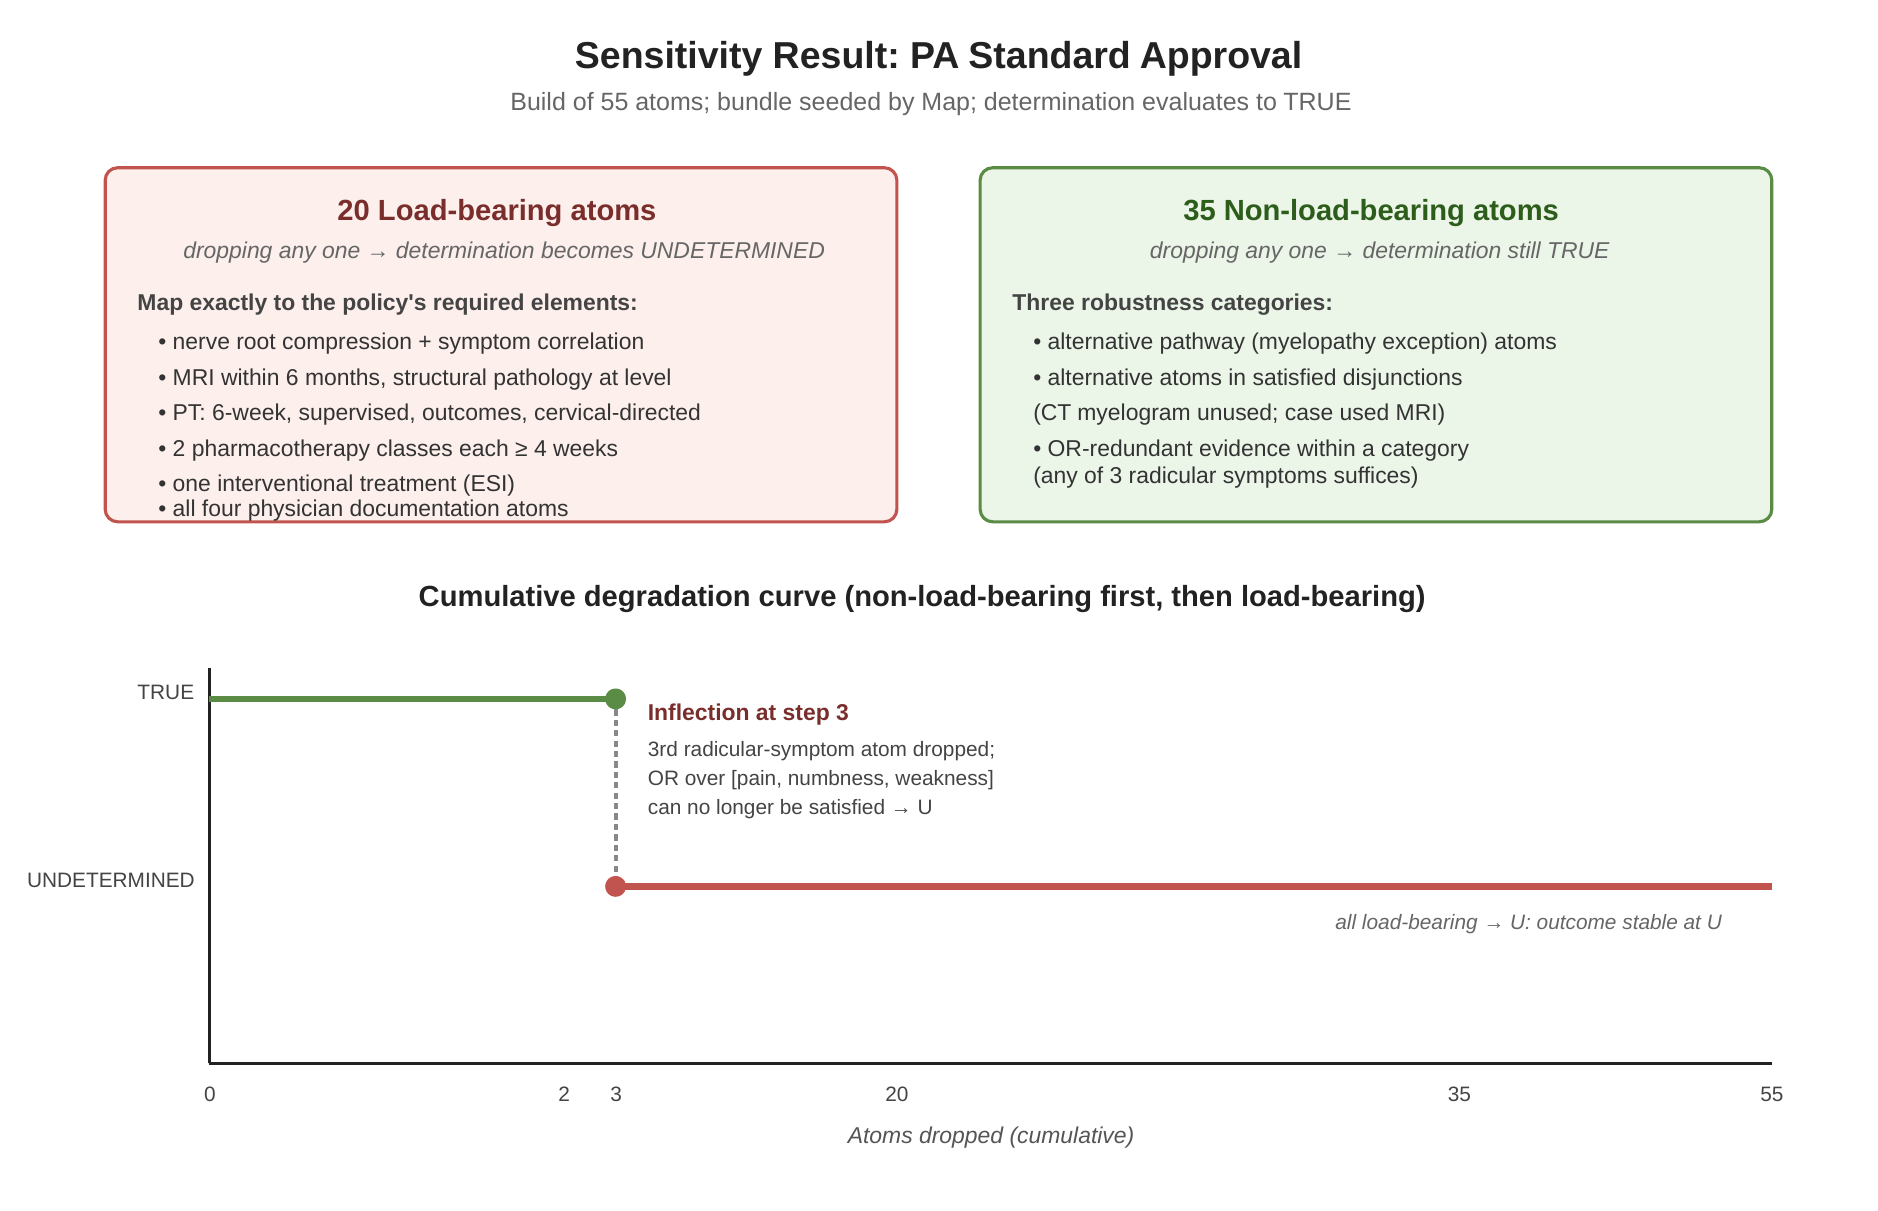 Sensitivity Result: PA Standard Approval
Build of 55 atoms; bundle seeded by Map; determination evaluates to TRUE
20 Load-bearing atoms
dropping any one → determination becomes UNDETERMINED
Map exactly to the policy's required elements:
• nerve root compression + symptom correlation
• MRI within 6 months, structural pathology at level
• PT: 6-week, supervised, outcomes, cervical-directed
• 2 pharmacotherapy classes each ≥ 4 weeks
• one interventional treatment (ESI)
• all four physician documentation atoms
35 Non-load-bearing atoms
dropping any one → determination still TRUE
Three robustness categories:
• alternative pathway (myelopathy exception) atoms
• alternative atoms in satisfied disjunctions
(CT myelogram unused; case used MRI)
• OR-redundant evidence within a category
(any of 3 radicular symptoms suffices)
Cumulative degradation curve (non-load-bearing first, then load-bearing)
TRUE
Inflection at step 3
3rd radicular-symptom atom dropped;
OR over [pain, numbness, weakness]
can no longer be satisfied → U
UNDETERMINED
all load-bearing → U: outcome stable at U
0 2 3 20 35 55
Atoms dropped (cumulative)